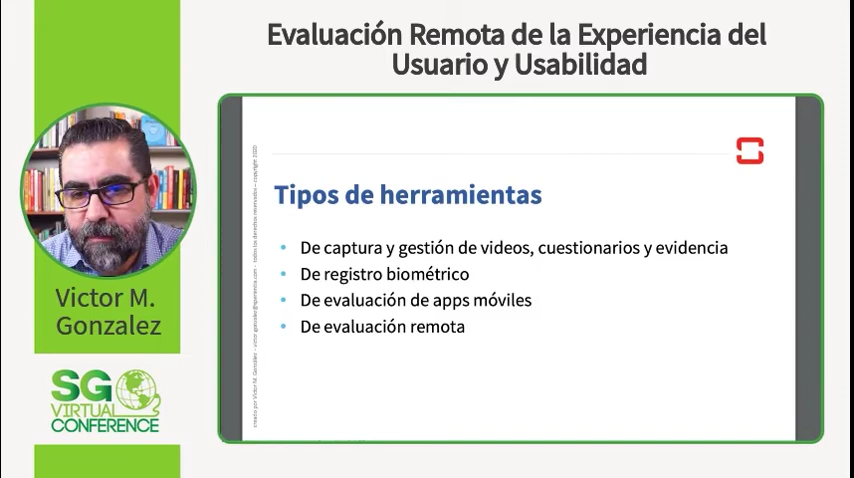 Evaluación Remota de la Experiencia del
Usuario y Usabilidad
Victor M.
Gonzalez
SG
VIRTUAL
CONFERENCE
Tipos de herramientas
• De captura y gestión de videos, cuestionarios y evidencia
• De registro biométrico
• De evaluación de apps móviles
• De evaluación remota